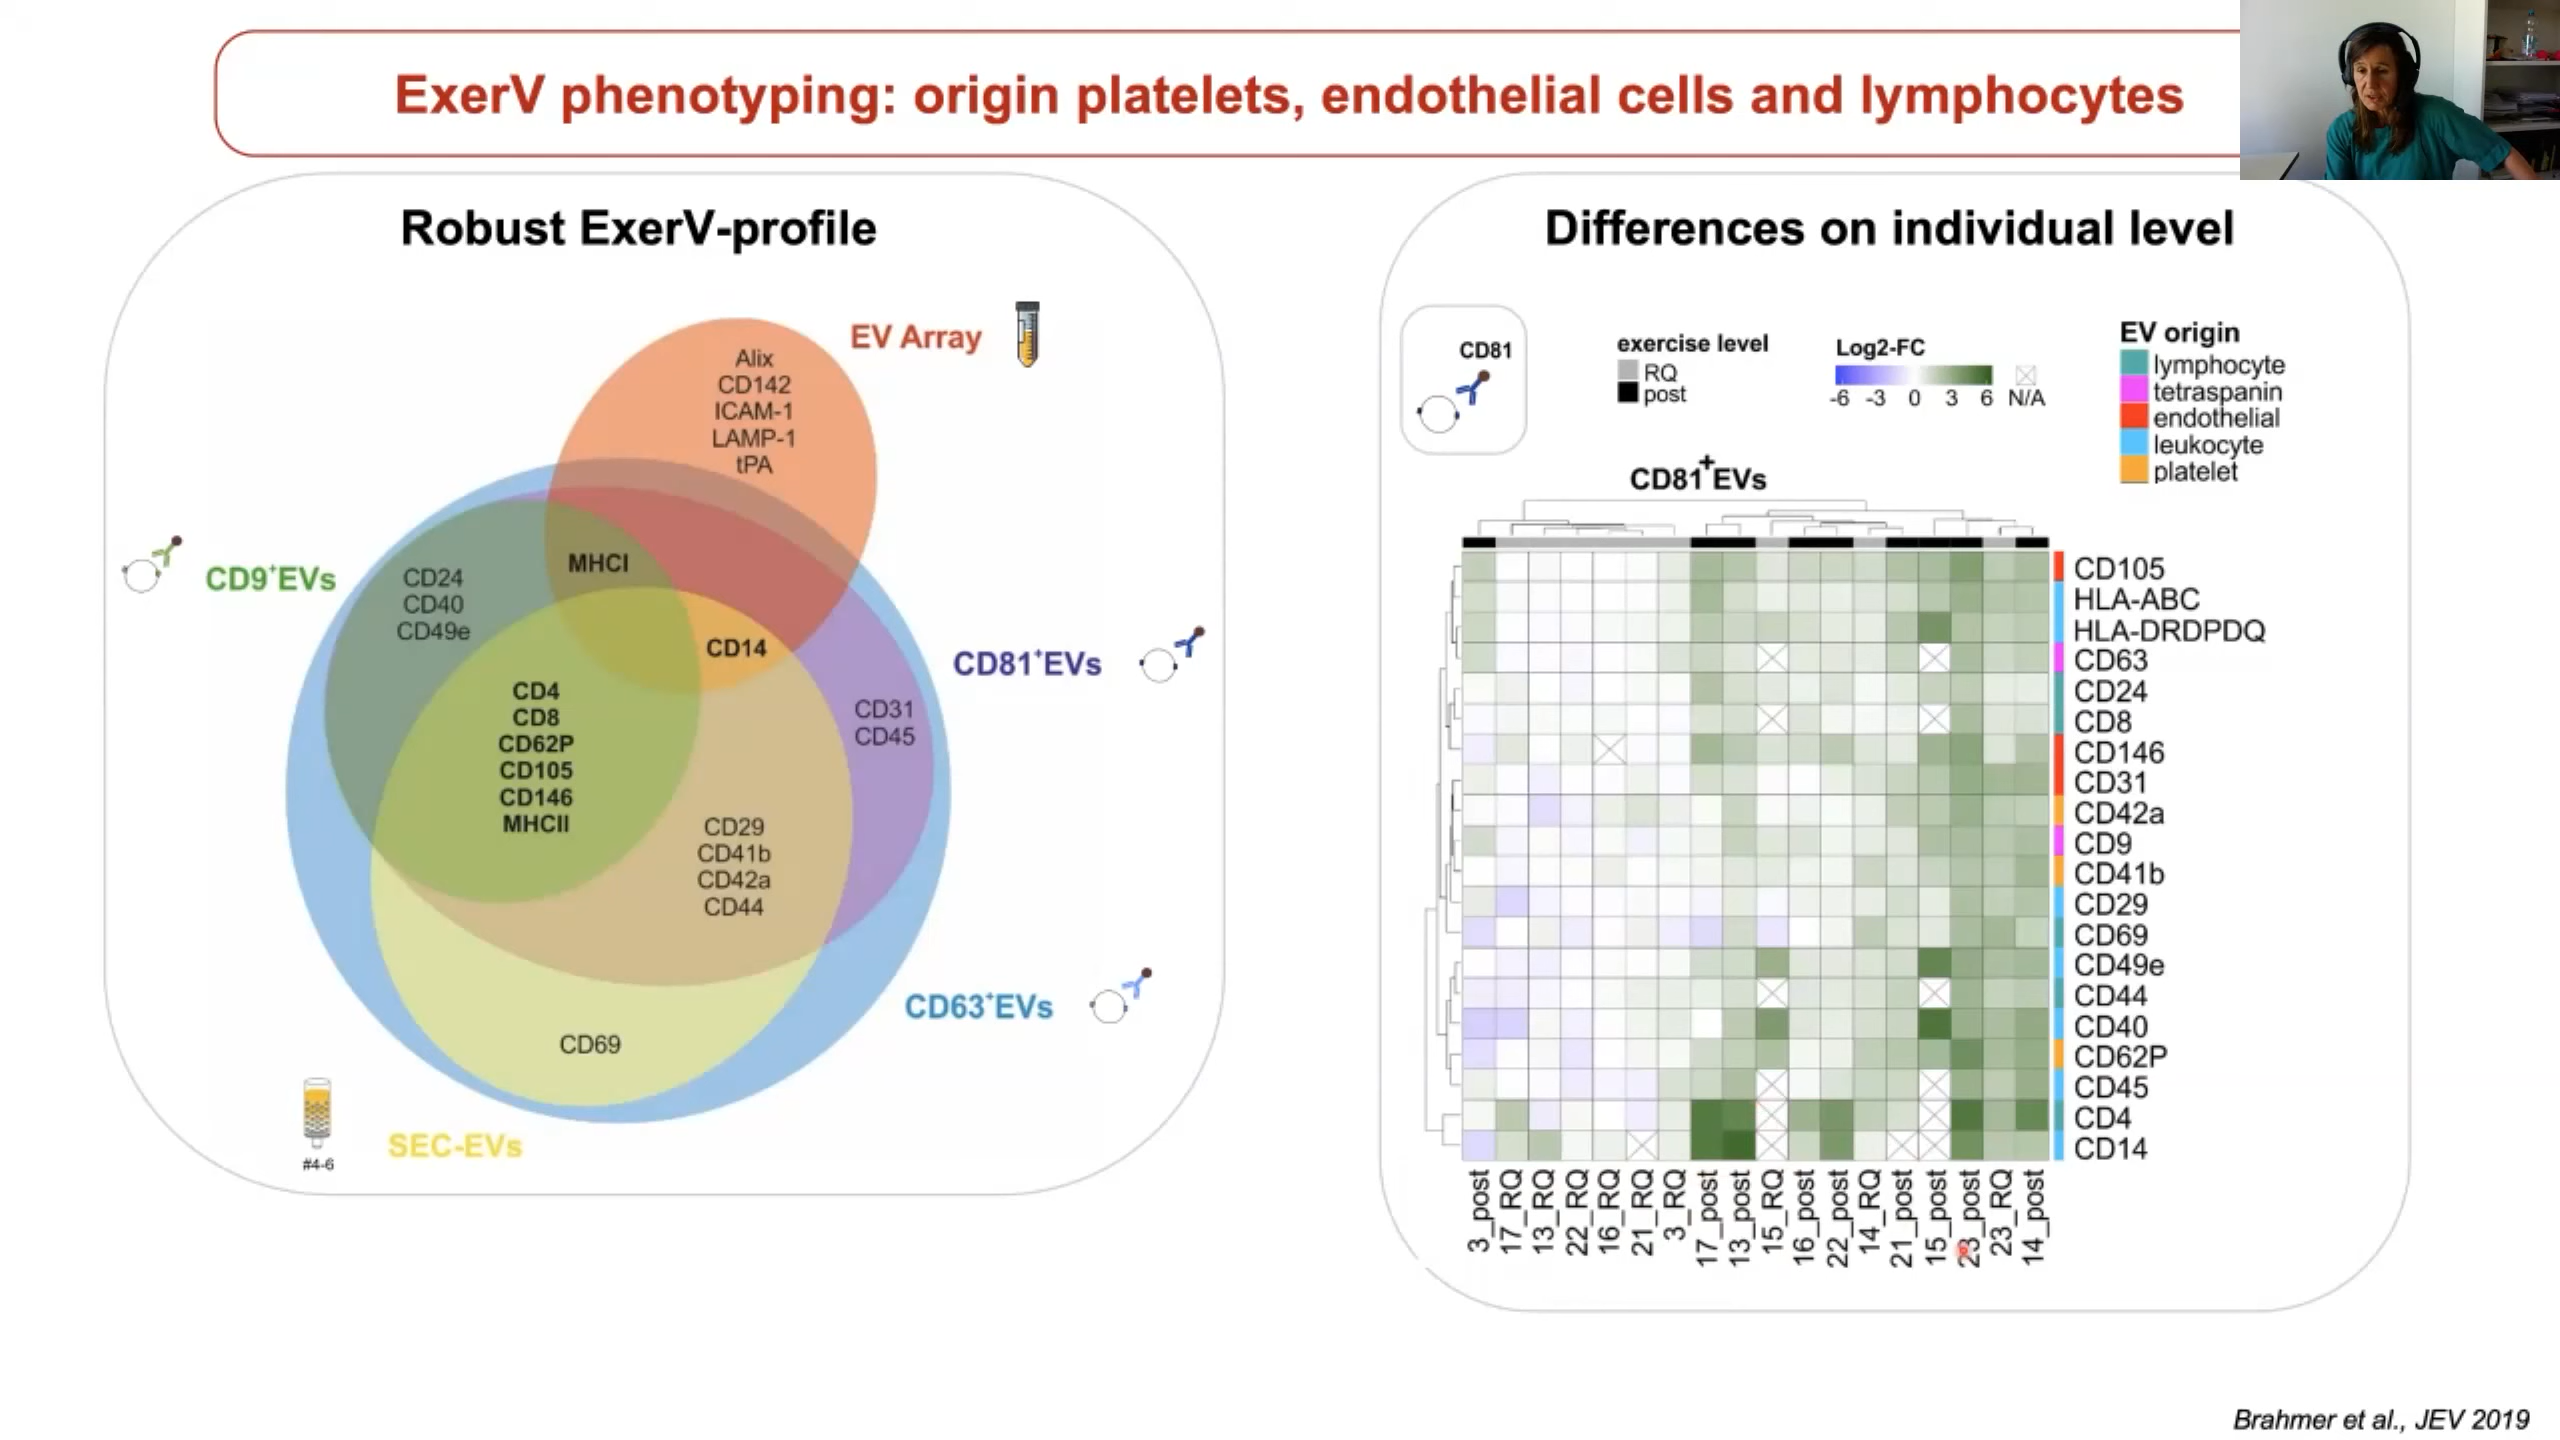 ExerV phenotyping: origin platelets, endothelial cells and lymphocytes
Robust ExerV-profile
EV Array
Alix
CD142
ICAM-1
LAMP-1
tPA
CD9+EVs
CD24
CD40
CD49e
MHCI
CD14
CD81+EVs
CD4
CD8
CD62P
CD105
CD146
MHCII
CD31
CD45
CD29
CD41b
CD42a
CD44
CD63+EVs
CD69
#4-6
SEC-EVs
Differences on individual level
CD81
exercise level
RQ
post
Log2-FC
-6 -3 0 3 6 N/A
EV origin
lymphocyte
tetraspanin
endothelial
leukocyte
platelet
CD81+EVs
CD105
HLA-ABC
HLA-DRDPDQ
CD63
CD24
CD8
CD146
CD31
CD42a
CD9
CD41b
CD29
CD69
CD49e
CD44
CD40
CD62P
CD45
CD4
CD14
3_post
17_RQ
13_RQ
22_RQ
16_RQ
21_RQ
3_RQ
17_post
13_post
15_RQ
16_post
22_post
14_RQ
21_post
15_post
23_post
23_RQ
14_post
Brahmer et al., JEV 2019